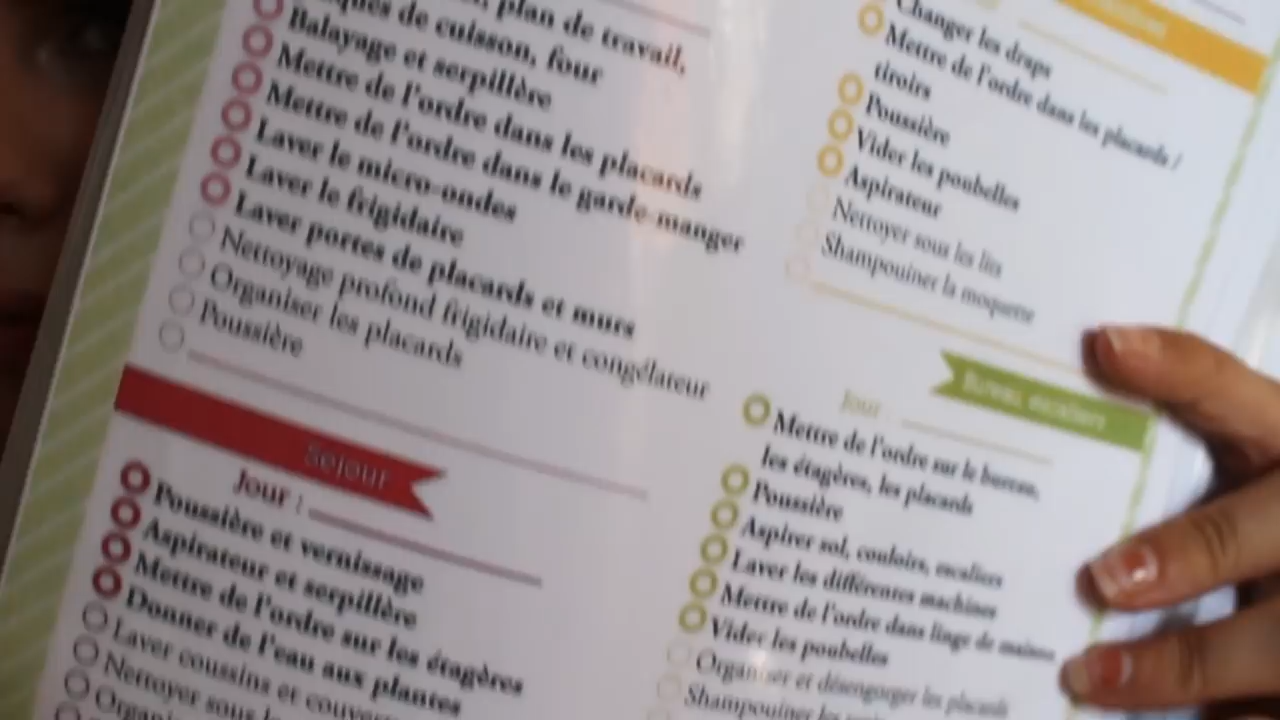 plan de travail,
de cuisson, four
Balayage et serpillère
Mettre de l'ordre dans les placards
Mettre de l'ordre dans le garde-manger
Laver le micro-ondes
Laver le frigidaire
Laver portes de placards et murs
Nettoyage profond frigidaire et congélateur
Organiser les placards
Poussière
Séjour
Jour :
Poussière et vernissage
Aspirateur et serpillère
Mettre de l'ordre sur les étagères
Donner de l'eau aux plantes
Laver coussins et
Nettoyer sous
Changer les draps
Mettre de l'ordre dans les placards /
tiroirs
Poussière
Vider les poubelles
Aspirateur
Nettoyer sous les lits
Shampouiner la moquette
Bureau, escaliers
Jour
Mettre de l'ordre sur le bureau,
les étagères, les placards
Poussière
Aspirer sol, couloirs, escaliers
Laver les différentes machines
Mettre de l'ordre dans linge de maison
Vider les poubelles
Organiser et désengorger les placards
Shampouiner les